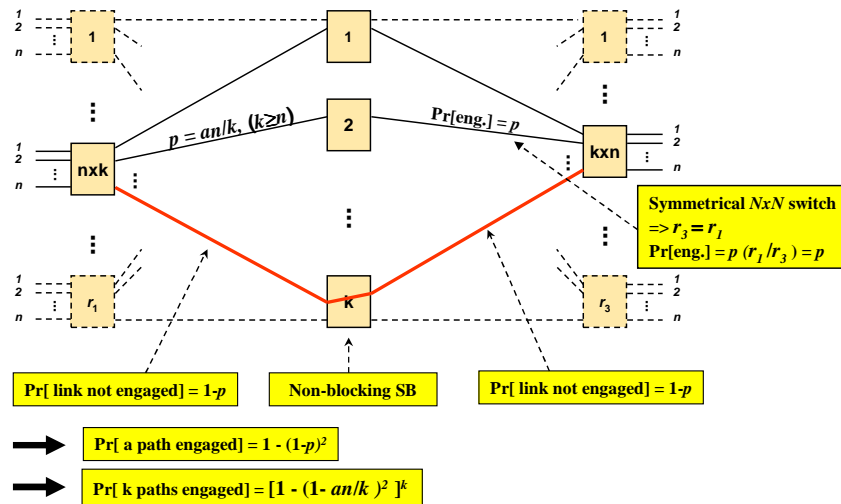 1
2
⋮
n
1
1
1
1
2
⋮
n
⋮
⋮
p = an/k, (k≥n)
2
Pr[eng.] = p
1
2
⋮
n
nxk
⋮
kxn
⋮
1
2
⋮
n
⋮
Symmetrical NxN switch
=> r3 = r1
Pr[eng.] = p (r1/r3 ) = p
⋮
⋮
1
2
⋮
n
r1
k
r3
1
2
⋮
n
Pr[ link not engaged] = 1-p
Non-blocking SB
Pr[ link not engaged] = 1-p
Pr[ a path engaged] = 1 - (1-p)²
Pr[ k paths engaged] = [1 - (1- an/k )² ]ᵏ